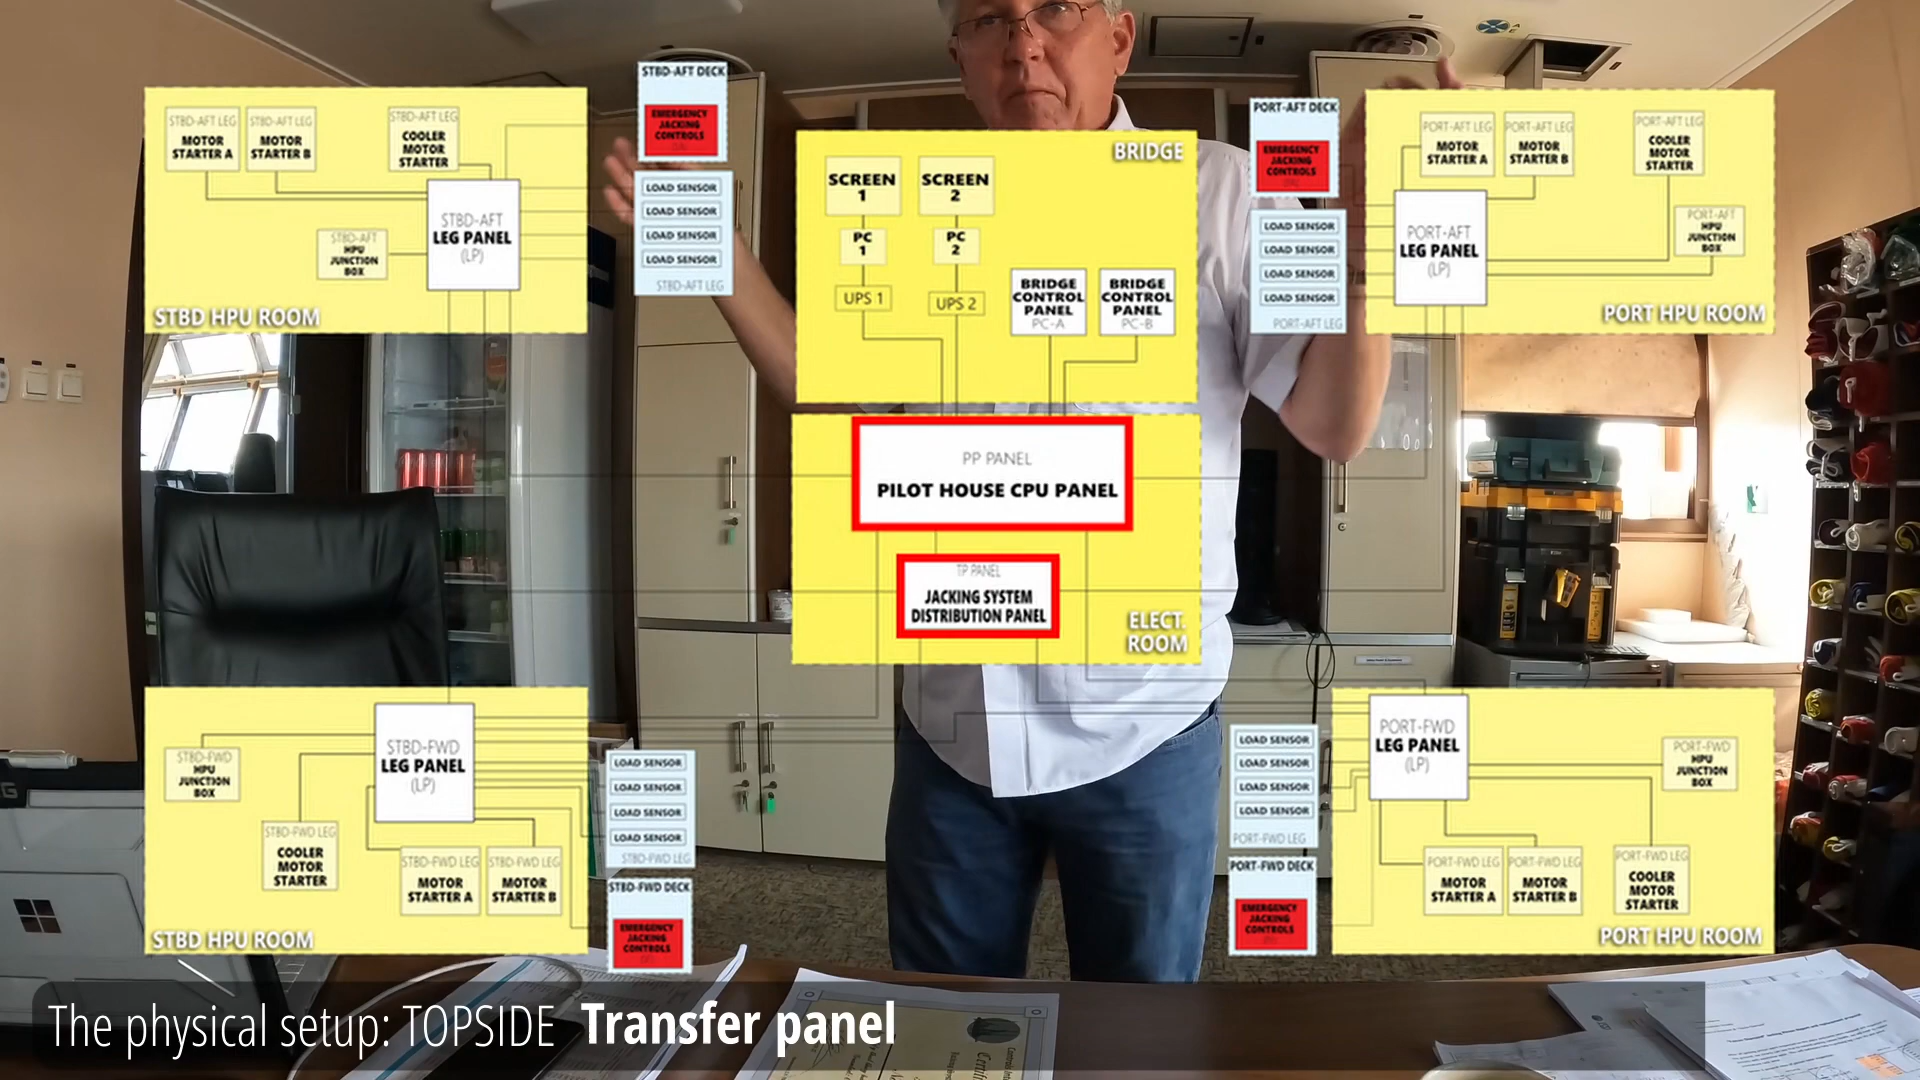 STBD-AFT LEG
MOTOR
STARTER A
STBD-AFT LEG
MOTOR
STARTER B
STBD-AFT LEG
COOLER
MOTOR
STARTER
STBD-AFT
LEG PANEL
(LP)
STBD-AFT
HPU
JUNCTION
BOX
STBD HPU ROOM
STBD-AFT DECK
EMERGENCY
JACKING
CONTROLS
LOAD SENSOR
LOAD SENSOR
LOAD SENSOR
LOAD SENSOR
STBD-AFT LEG
BRIDGE
SCREEN
1
SCREEN
2
PC
1
PC
2
UPS 1
UPS 2
BRIDGE
CONTROL
PANEL
PC-A
BRIDGE
CONTROL
PANEL
PC-B
PORT-AFT DECK
EMERGENCY
JACKING
CONTROLS
LOAD SENSOR
LOAD SENSOR
LOAD SENSOR
LOAD SENSOR
PORT-AFT LEG
PORT-AFT LEG
MOTOR
STARTER A
PORT-AFT LEG
MOTOR
STARTER B
PORT-AFT LEG
COOLER
MOTOR
STARTER
PORT-AFT
LEG PANEL
(LP)
PORT-AFT
HPU
JUNCTION
BOX
PORT HPU ROOM
PP PANEL
PILOT HOUSE CPU PANEL
TP PANEL
JACKING SYSTEM
DISTRIBUTION PANEL
ELECT.
ROOM
STBD-FWD
LEG PANEL
(LP)
STBD-FWD
HPU
JUNCTION
BOX
STBD-FWD LEG
COOLER
MOTOR
STARTER
STBD-FWD LEG
MOTOR
STARTER A
STBD-FWD LEG
MOTOR
STARTER B
STBD HPU ROOM
LOAD SENSOR
LOAD SENSOR
LOAD SENSOR
LOAD SENSOR
STBD-FWD LEG
STBD-FWD DECK
EMERGENCY
JACKING
CONTROLS
LOAD SENSOR
LOAD SENSOR
LOAD SENSOR
LOAD SENSOR
PORT-FWD LEG
PORT-FWD DECK
EMERGENCY
JACKING
CONTROLS
PORT-FWD
LEG PANEL
(LP)
PORT-FWD
HPU
JUNCTION
BOX
PORT-FWD LEG
MOTOR
STARTER A
PORT-FWD LEG
MOTOR
STARTER B
PORT-FWD LEG
COOLER
MOTOR
STARTER
PORT HPU ROOM
The physical setup: TOPSIDE Transfer panel